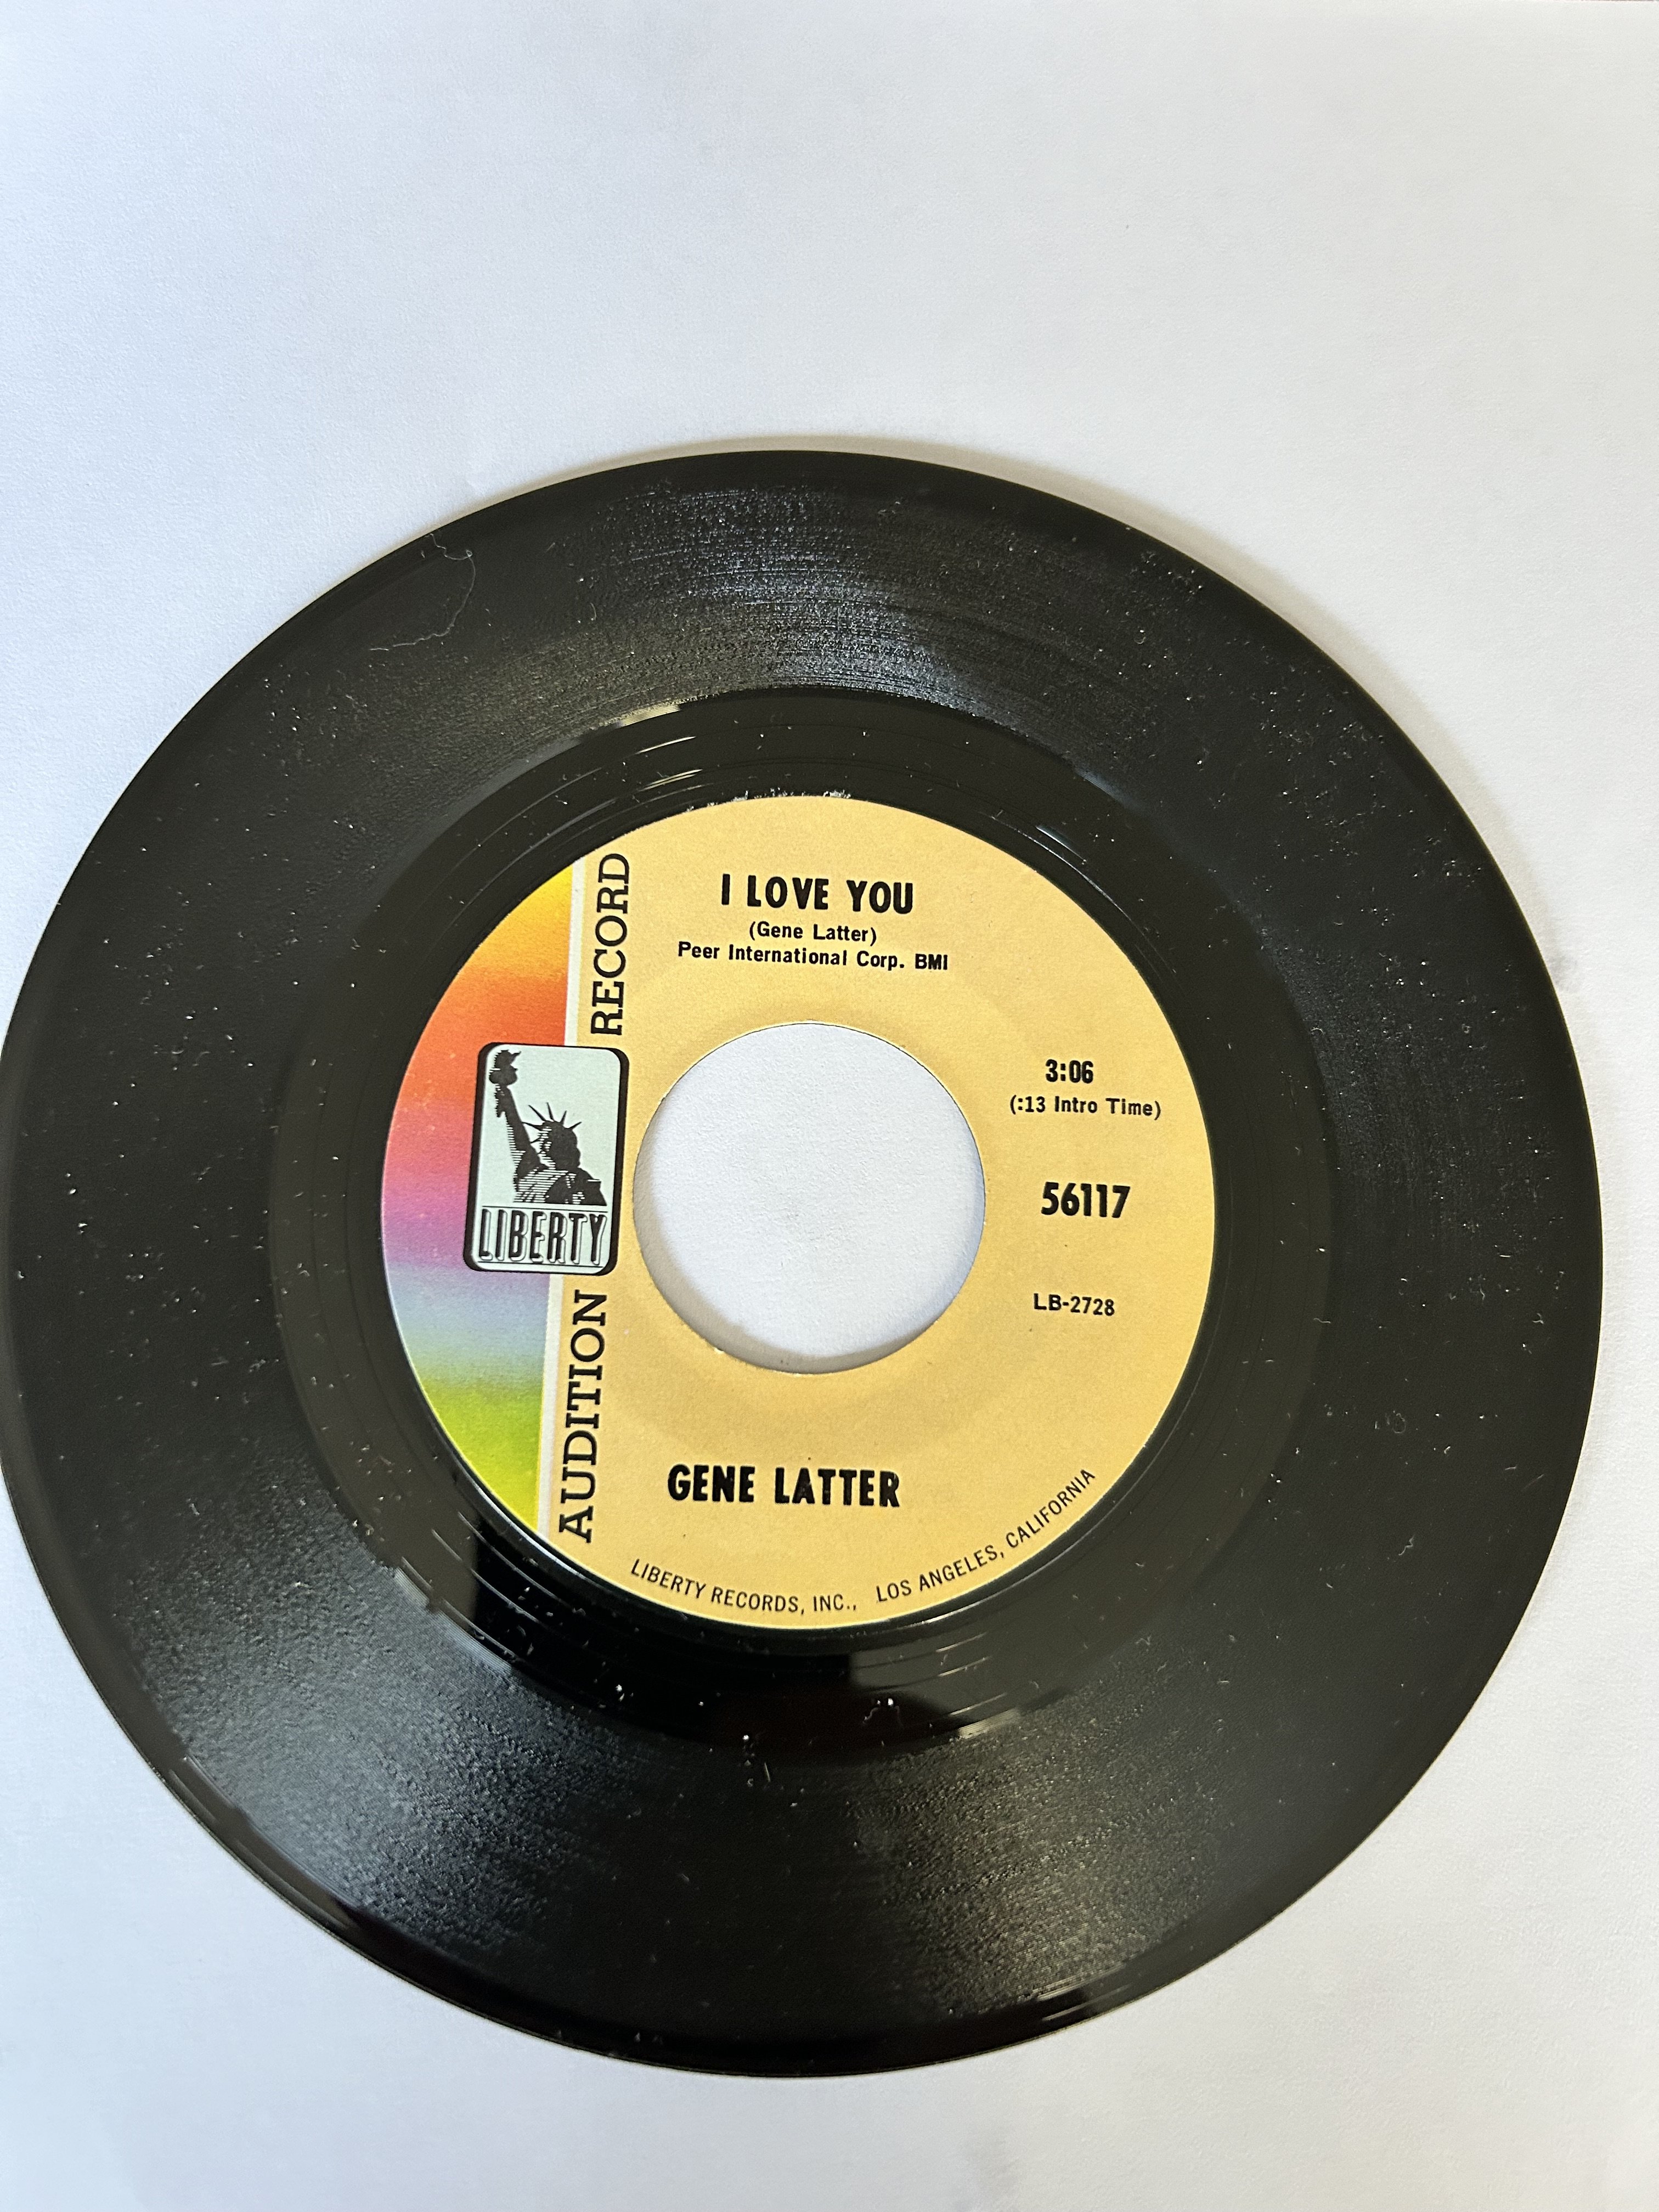 I LOVE YOU
(Gene Latter)
Peer International Corp. BMI
3:06
(:13 Intro Time)
56117
LB-2728
GENE LATTER
LIBERTY RECORDS, INC., LOS ANGELES, CALIFORNIA
AUDITION RECORD
LIBERTY